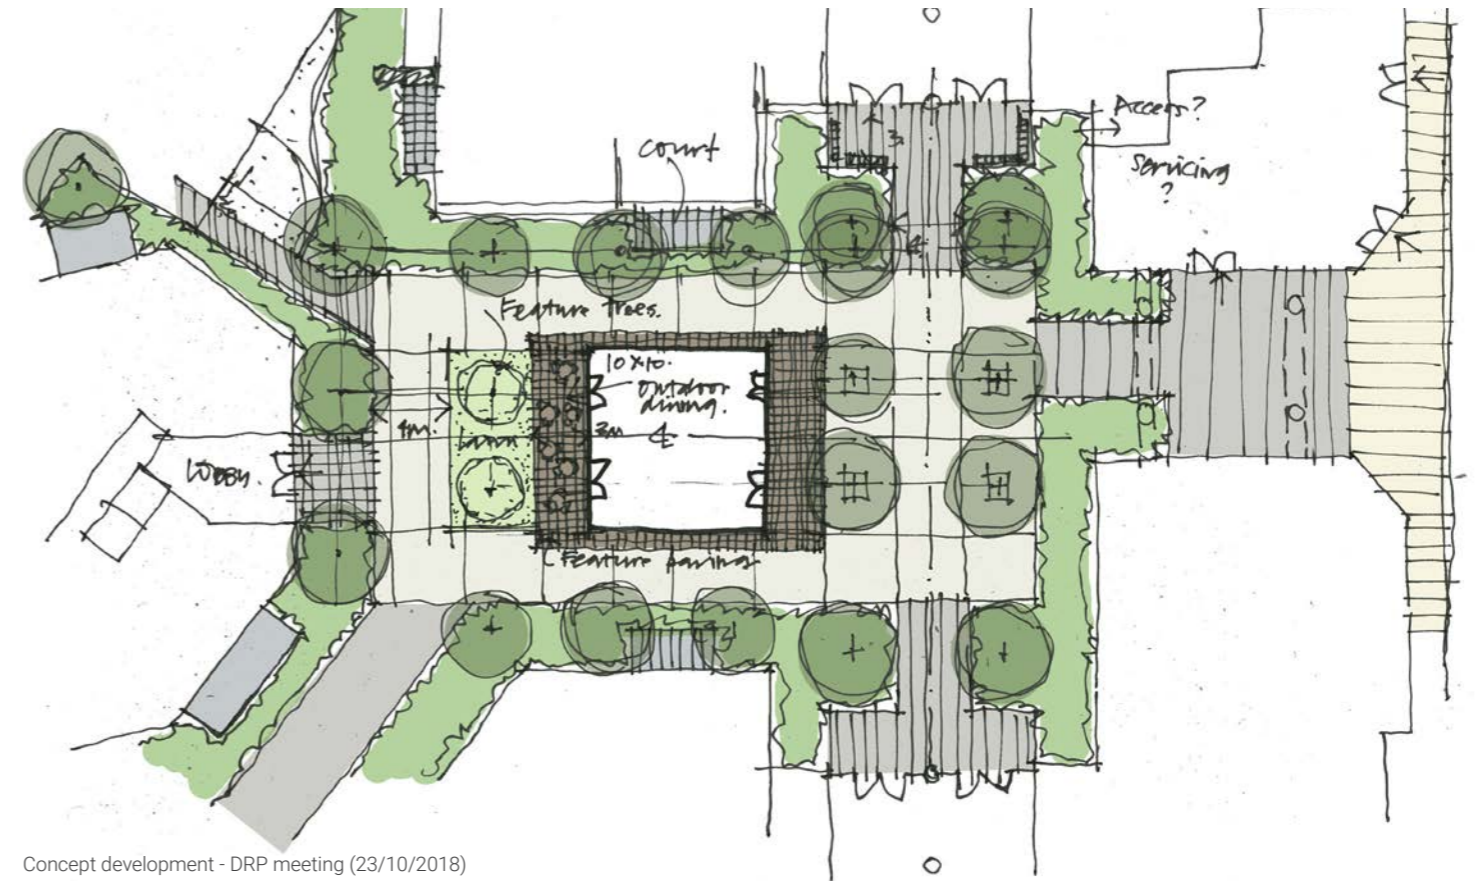 Access?
court
Servicing
?
Feature Trees.
10x10.
outdoor
dining.
4m.
Lawn
3m
Lobby.
Feature paving
Concept development - DRP meeting (23/10/2018)